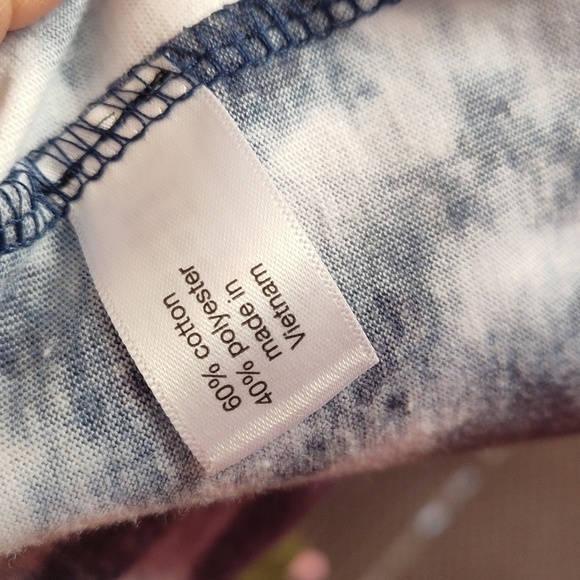 60% cotton
40% polyester
made in
Vietnam